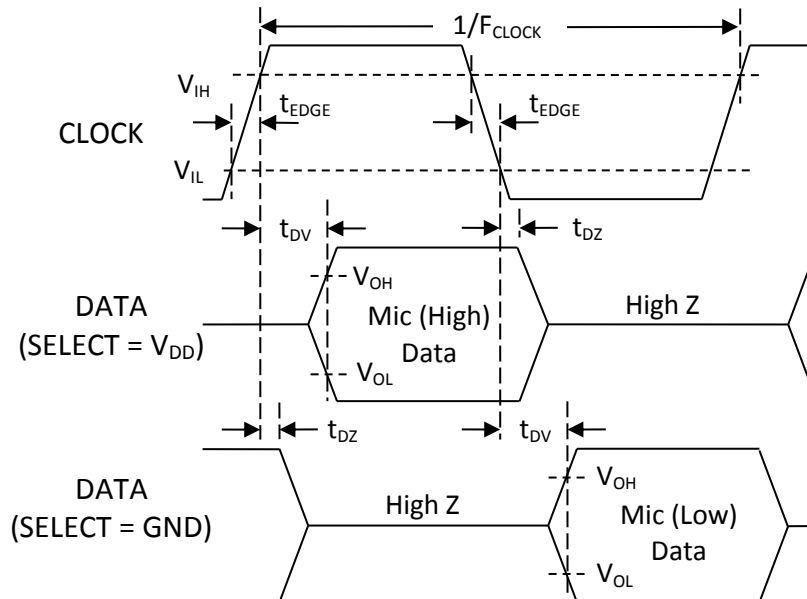 1/FCLOCK
VIH
tEDGE
tEDGE
CLOCK
VIL
tDV
tDZ
VOH
DATA
(SELECT = VDD)
Mic (High)
Data
High Z
VOL
tDZ
tDV
DATA
(SELECT = GND)
High Z
VOH
Mic (Low)
Data
VOL